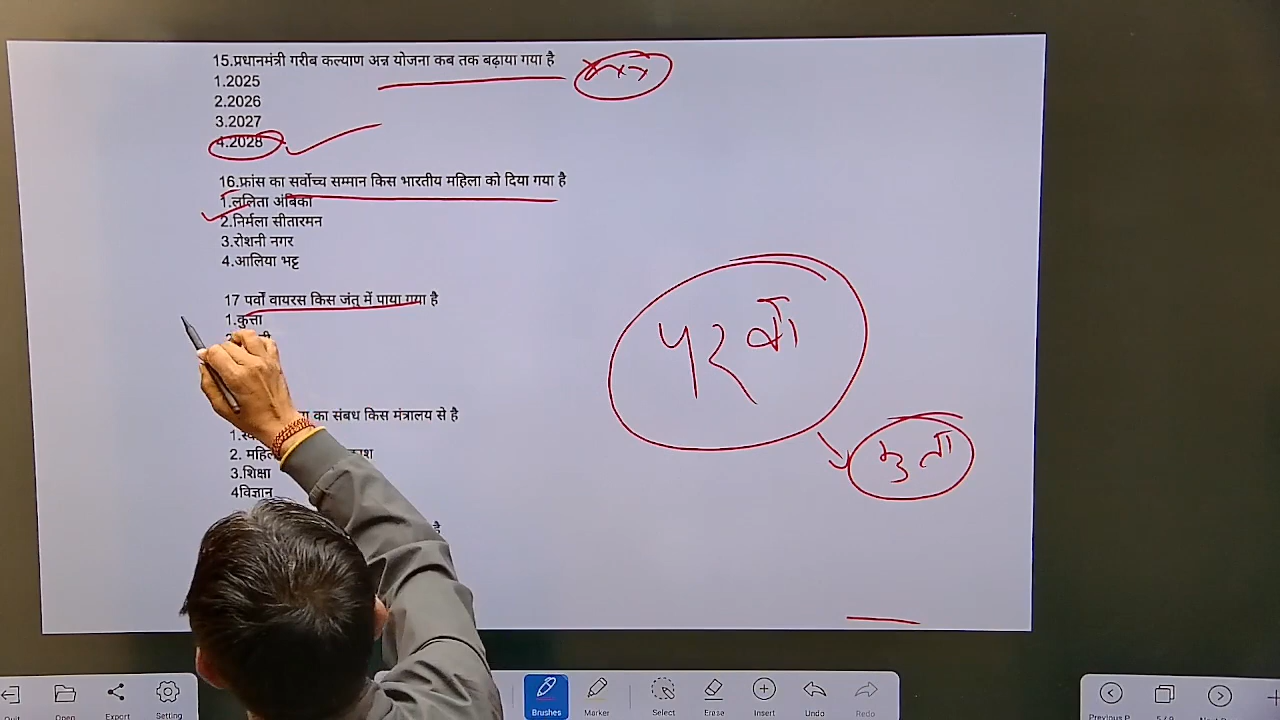 15.प्रधानमंत्री गरीब कल्याण अन्न योजना कब तक बढ़ाया गया है
1.2025
2.2026
3.2027
4.2028
16.फ्रांस का सर्वोच्च सम्मान किस भारतीय महिला को दिया गया है
1.ललिता अंबिका
2.निर्मला सीतारमन
3.रोशनी नगर
4.आलिया भट्ट
17 पर्वों वायरस किस जंतु में पाया गया है
1.कुत्ता
का संबध किस मंत्रालय से है
2.
3.शिक्षा
4विज्ञान
है
परवो
कुत्ता
Open
Export
Setting
Brushes
Marker
Select
Erase
Insert
Undo
Redo
Previous P